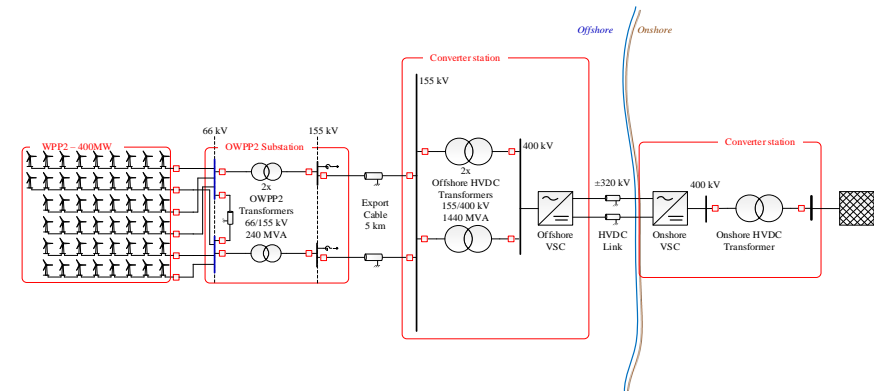 Offshore
Onshore
Converter station
155 kV
WPP2 – 400MW
66 kV
155 kV
OWPP2 Substation
2x
OWPP2
Transformers
66/155 kV
240 MVA
Export
Cable
5 km
2x
Offshore HVDC
Transformers
155/400 kV
1440 MVA
400 kV
Offshore
VSC
±320 kV
HVDC
Link
Converter station
Onshore
VSC
400 kV
Onshore HVDC
Transformer